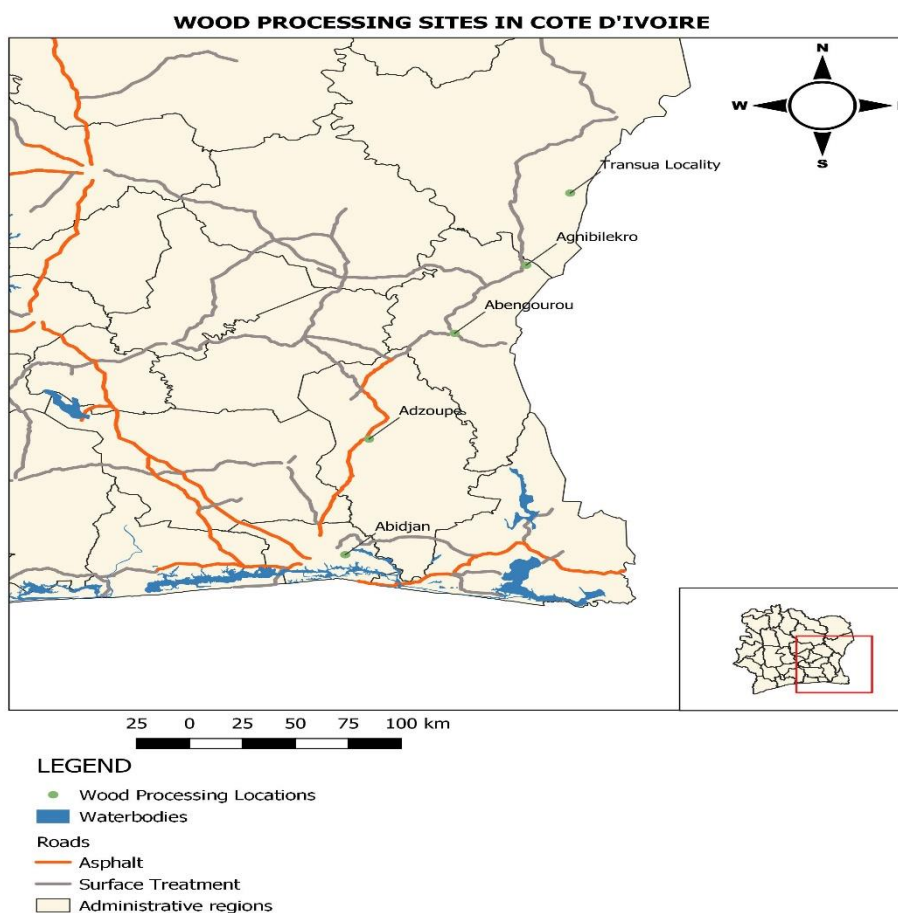 WOOD PROCESSING SITES IN COTE D'IVOIRE
N
W
S
Transua Locality
Agnibilekro
Abengourou
Adzoupe
Abidjan
25 0 25 50 75 100 km
LEGEND
Wood Processing Locations
Waterbodies
Roads
Asphalt
Surface Treatment
Administrative regions